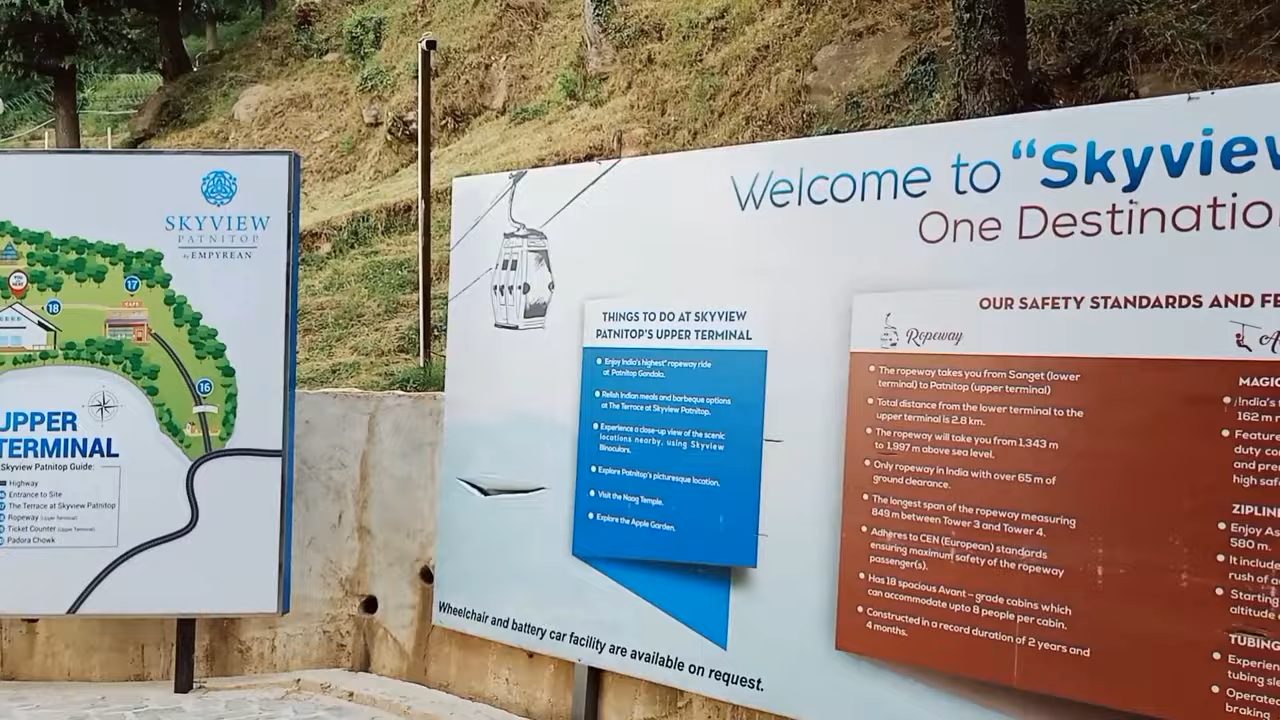 SKYVIEW
PATNITOP
by EMPYREAN
17
18
16
UPPER
TERMINAL
Skyview Patnitop Guide:
Highway
Entrance to Site
The Terrace at Skyview Patnitop
Ropeway (Upper Terminal)
Ticket Counter (Upper Terminal)
Padora Chowk
Welcome to “Skyview
One Destination
THINGS TO DO AT SKYVIEW
PATNITOP'S UPPER TERMINAL
Enjoy India's highest* ropeway ride
at Patnitop Gondola.
Relish Indian meals and barbeque options
at The Terrace at Skyview Patnitop.
Experience a close-up view of the scenic
locations nearby, using Skyview
Binoculars.
Explore Patnitop's picturesque location.
Visit the Naag Temple.
Explore the Apple Garden.
Wheelchair and battery car facility are available on request.
OUR SAFETY STANDARDS AND FE
Ropeway
The ropeway takes you from Sanget (lower
terminal) to Patnitop (upper terminal)
Total distance from the lower terminal to the
upper terminal is 2.8 km.
The ropeway will take you from 1,343 m
to 1,997 m above sea level.
Only ropeway in India with over 65 m of
ground clearance.
The longest span of the ropeway measuring
849 m between Tower 3 and Tower 4.
Adheres to CEN (European) standards
ensuring maximum safety of the ropeway
passenger(s).
Has 18 spacious Avant – grade cabins which
can accommodate upto 8 people per cabin.
Constructed in a record duration of 2 years and
4 months.
MAGIC
India's
162 m
Feature
duty co
and pre
high saf
ZIPLIN
Enjoy As
580 m.
It include
rush of a
Starting
altitude
TUBING
Experien
tubing sle
Operate
braking